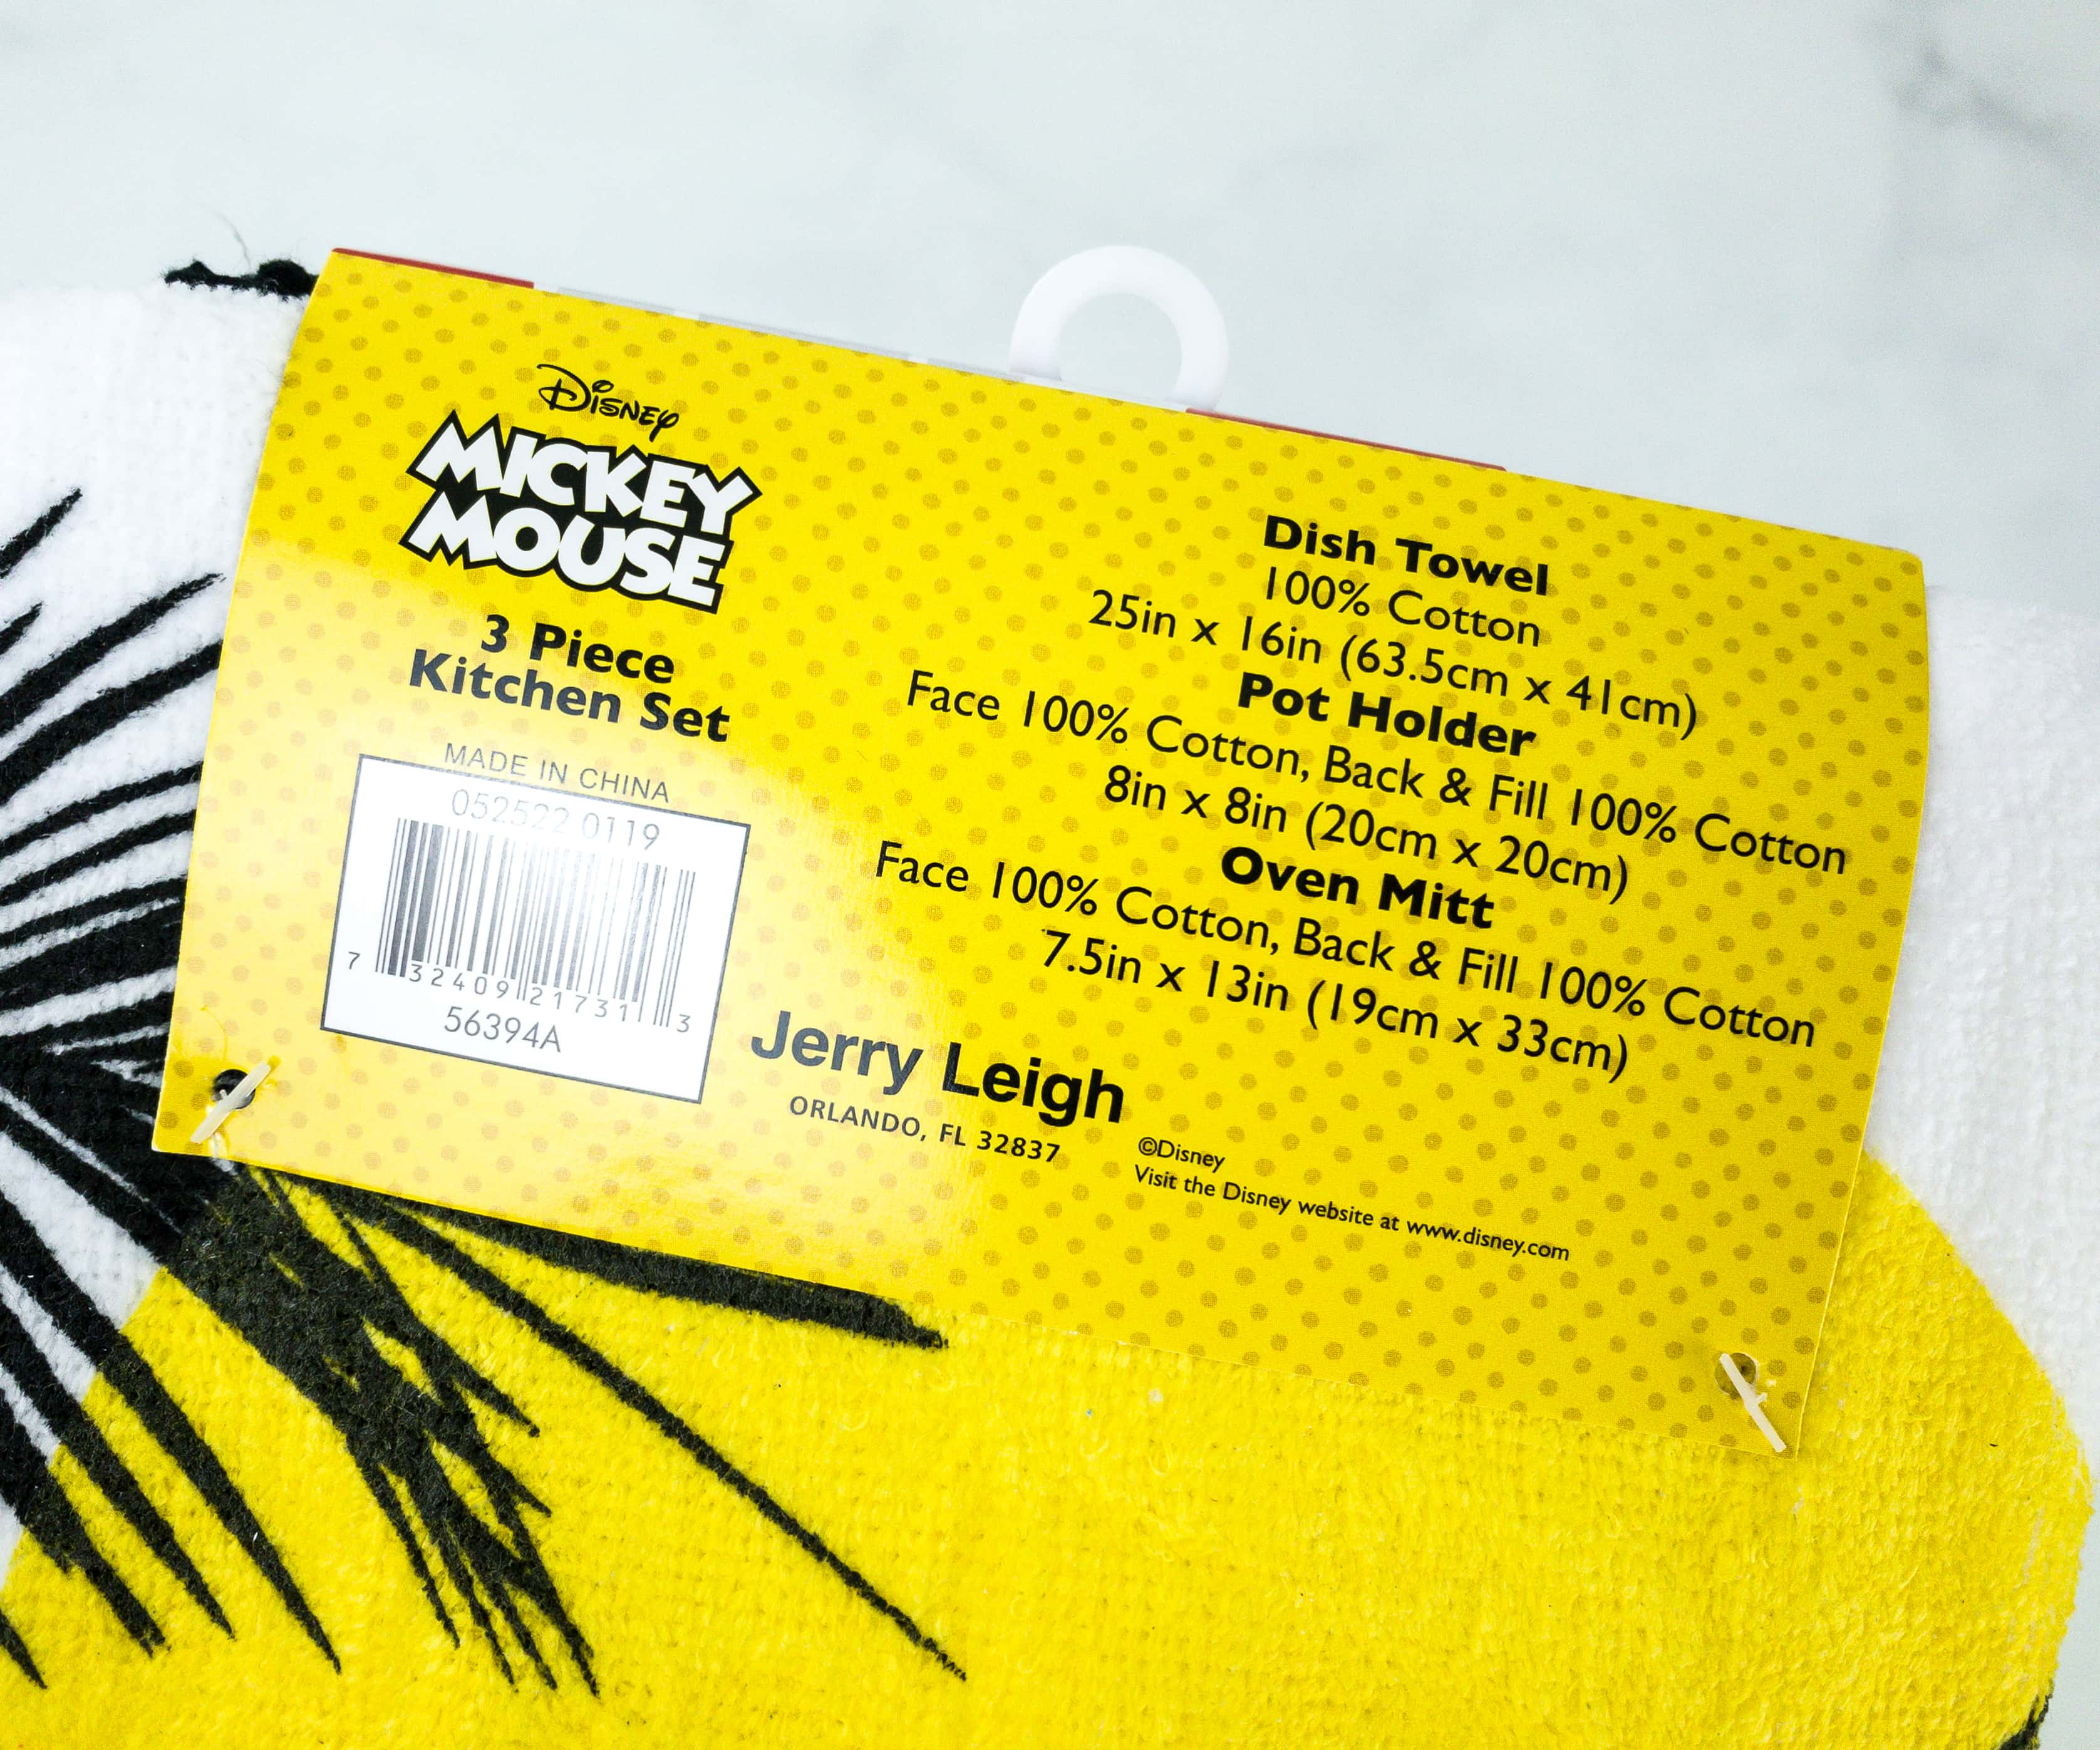 Disney
MICKEY
MOUSE
3 Piece
Kitchen Set
MADE IN CHINA
052522 0119
7 32409 21731 3
56394A
Dish Towel
100% Cotton
25in x 16in (63.5cm x 41cm)
Pot Holder
Face 100% Cotton, Back & Fill 100% Cotton
8in x 8in (20cm x 20cm)
Oven Mitt
Face 100% Cotton, Back & Fill 100% Cotton
7.5in x 13in (19cm x 33cm)
Jerry Leigh
ORLANDO, FL 32837
©Disney
Visit the Disney website at www.disney.com